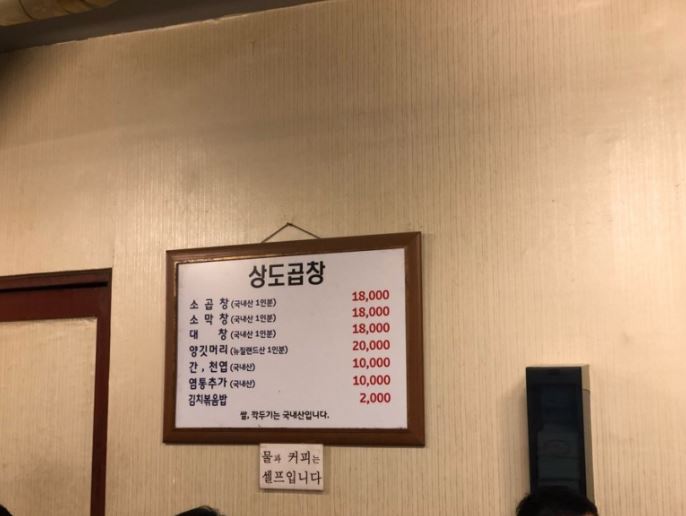 상도곱창
소 곱 창 (국내산 1인분) 18,000
소 막 창 (국내산 1인분) 18,000
대 창 (국내산 1인분) 18,000
양깃머리 (뉴질랜드산 1인분) 20,000
간, 천엽 (국내산) 10,000
염통추가 (국내산) 10,000
김치볶음밥 2,000
쌀, 깍두기는 국내산입니다.
물과 커피는
셀프입니다